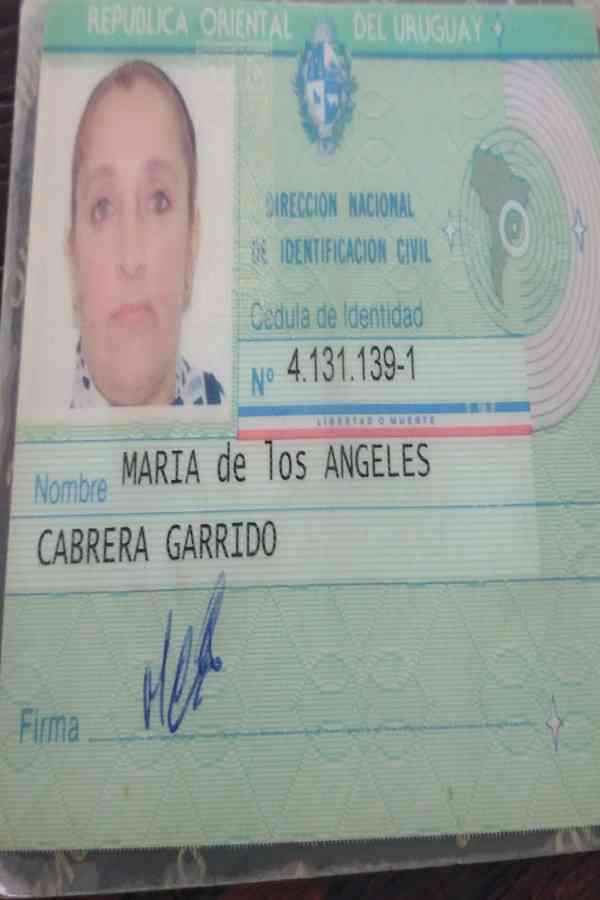 REPUBLICA ORIENTAL DEL URUGUAY
DIRECCION NACIONAL
DE IDENTIFICACION CIVIL
Cedula de Identidad
Nº 4.131.139-1
LIBERTAD O MUERTE
Nombre MARIA de los ANGELES
CABRERA GARRIDO
Firma